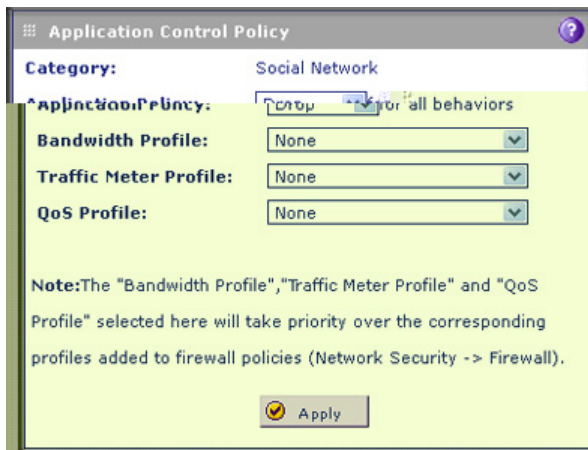 Application Control Policy
Category: Social Network
for all behaviors
Bandwidth Profile: None
Traffic Meter Profile: None
QoS Profile: None
Note:The "Bandwidth Profile","Traffic Meter Profile" and "QoS
Profile" selected here will take priority over the corresponding
profiles added to firewall policies (Network Security -> Firewall).
Apply